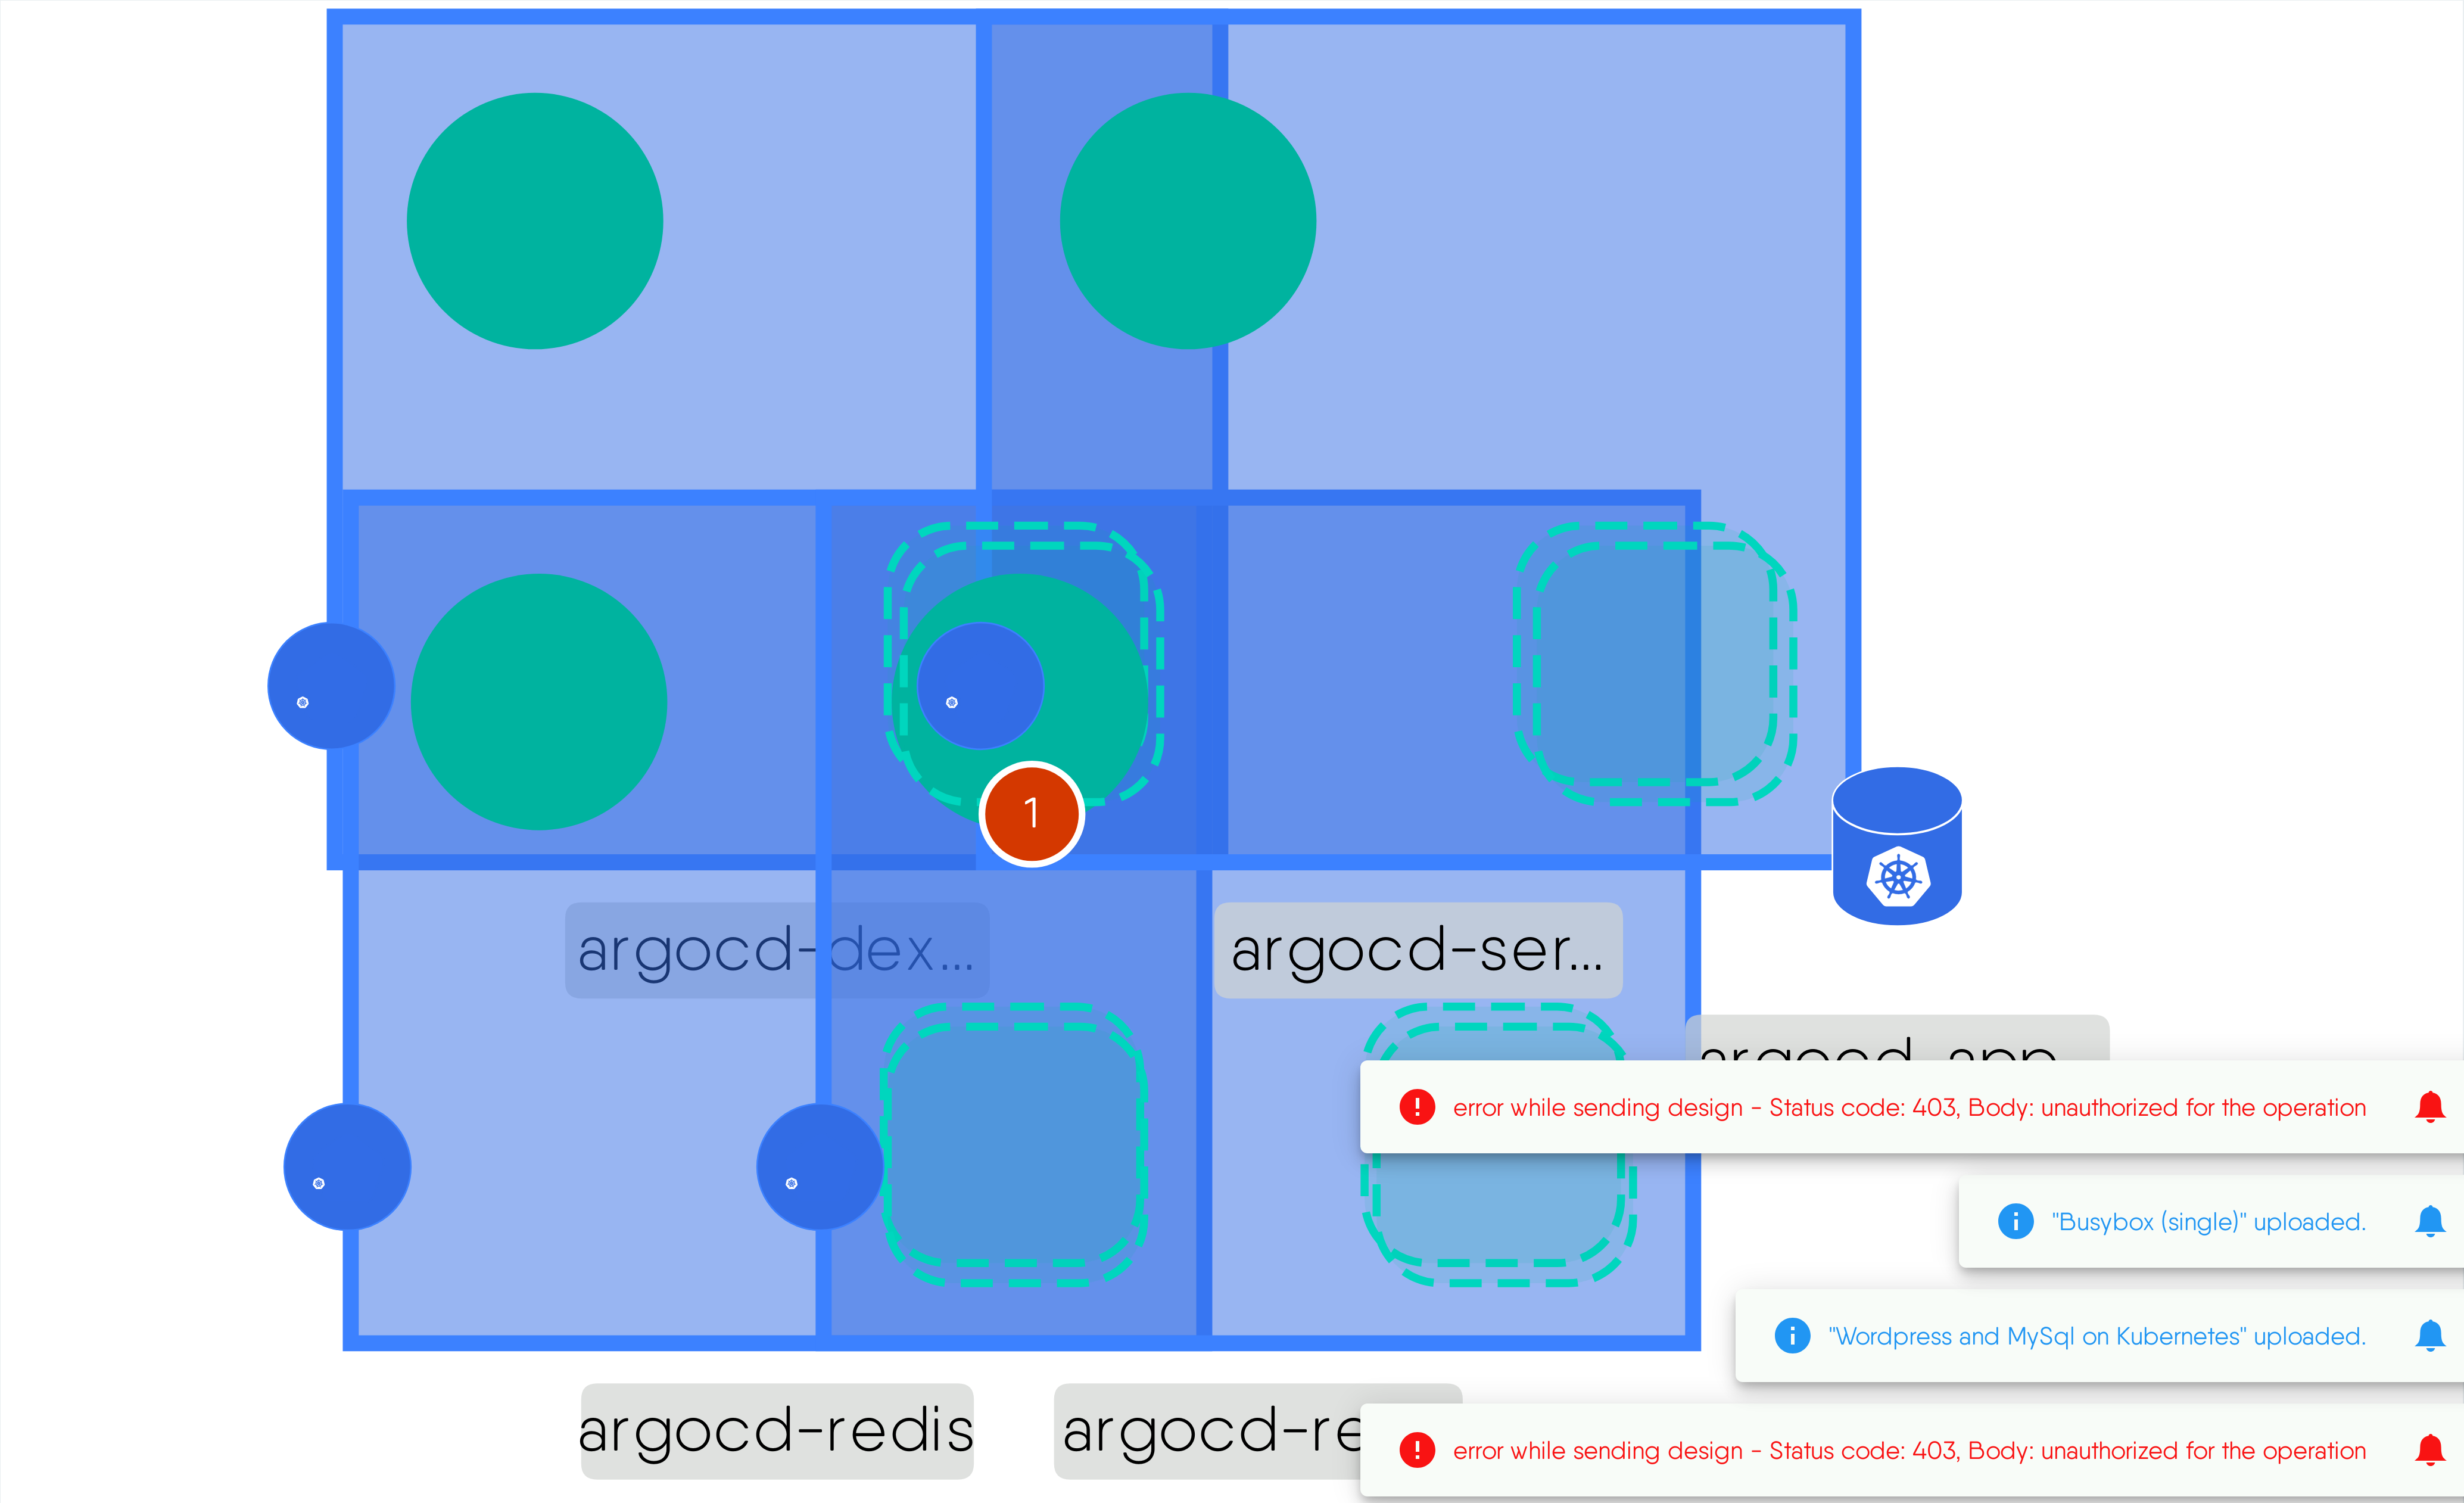 1
argocd-dex...
argocd-ser...
error while sending design - Status code: 403, Body: unauthorized for the operation
"Busybox (single)" uploaded.
"Wordpress and MySql on Kubernetes" uploaded.
argocd-redis
argocd-re
error while sending design - Status code: 403, Body: unauthorized for the operation